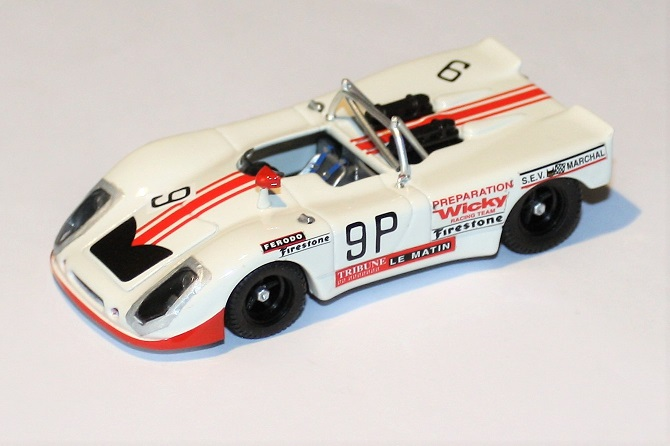 9
9
FERODO
Firestone
9P
TRIBUNE
LE MATIN
PREPARATION
Wicky
RACING TEAM
Firestone
S.E.V. MARCHAL